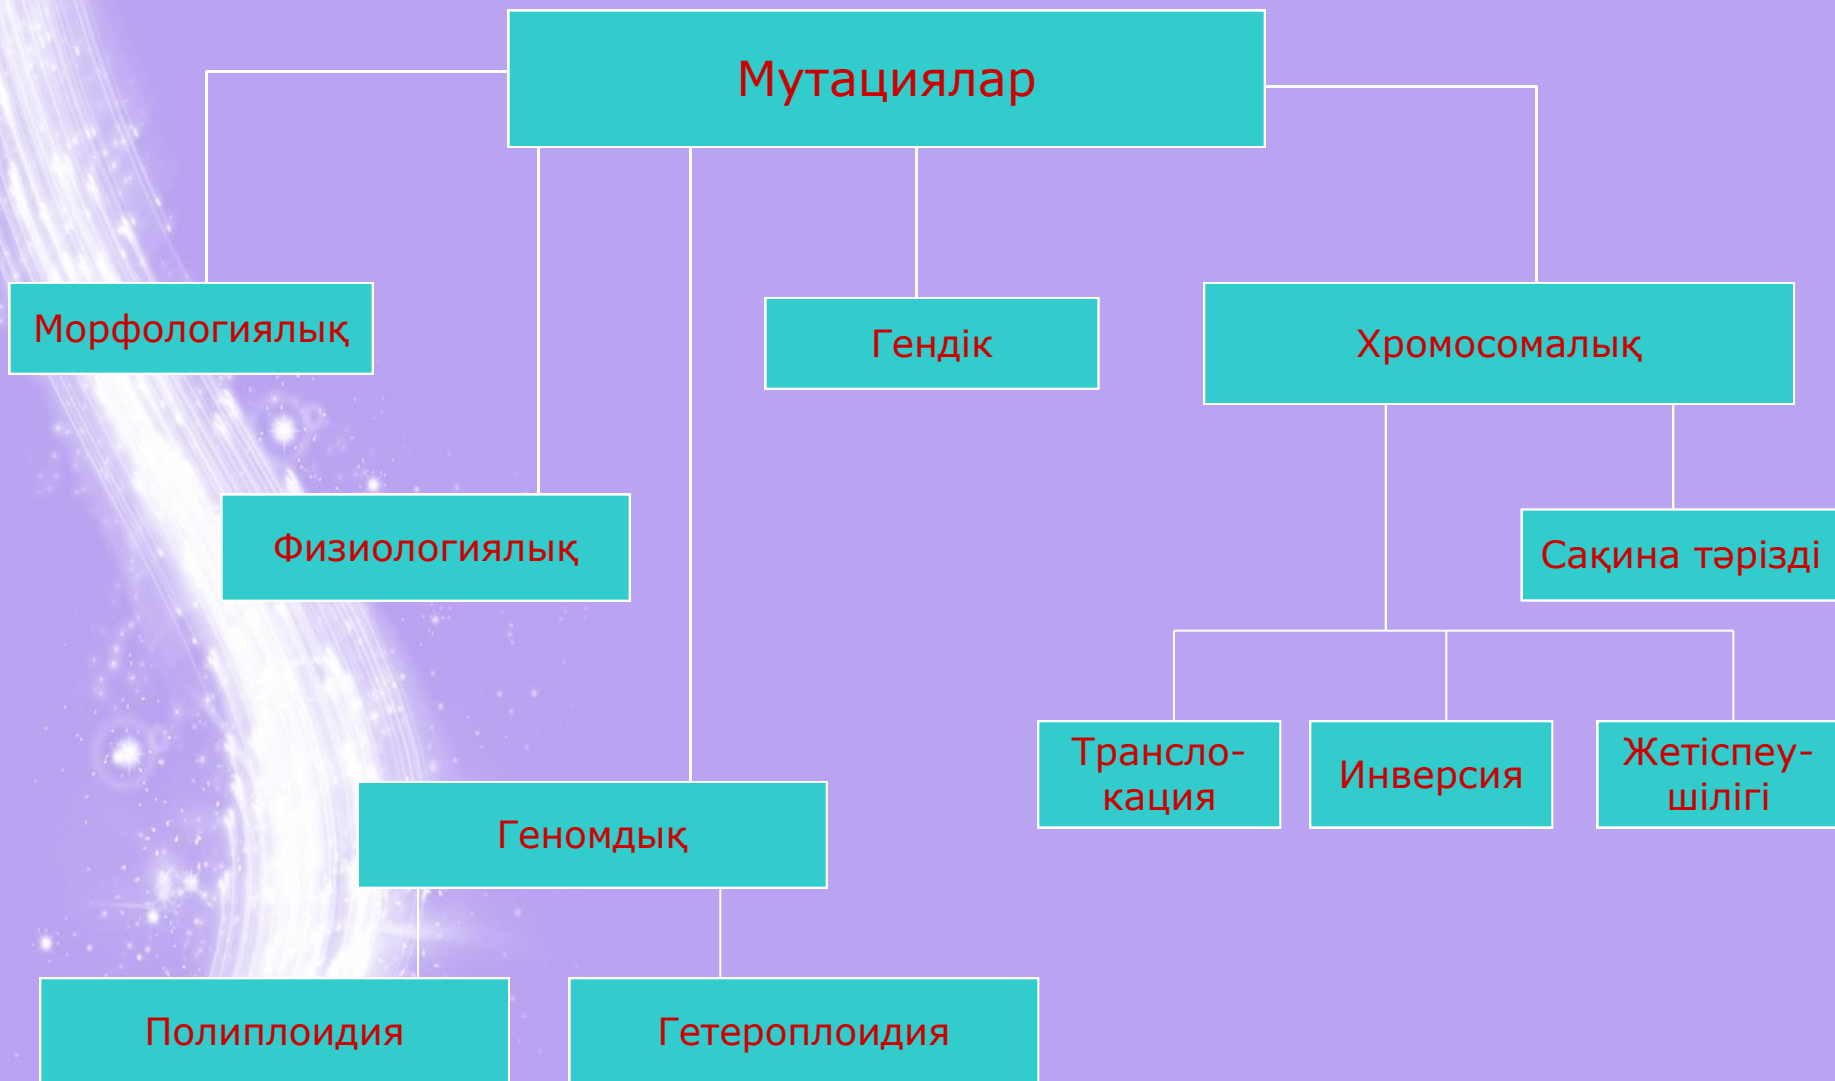 Мутациялар
Морфологиялық
Гендік
Хромосомалық
Физиологиялық
Сақина тәрізді
Трансло-
кация
Инверсия
Жетіспеу-
шілігі
Геномдық
Полиплоидия
Гетероплоидия